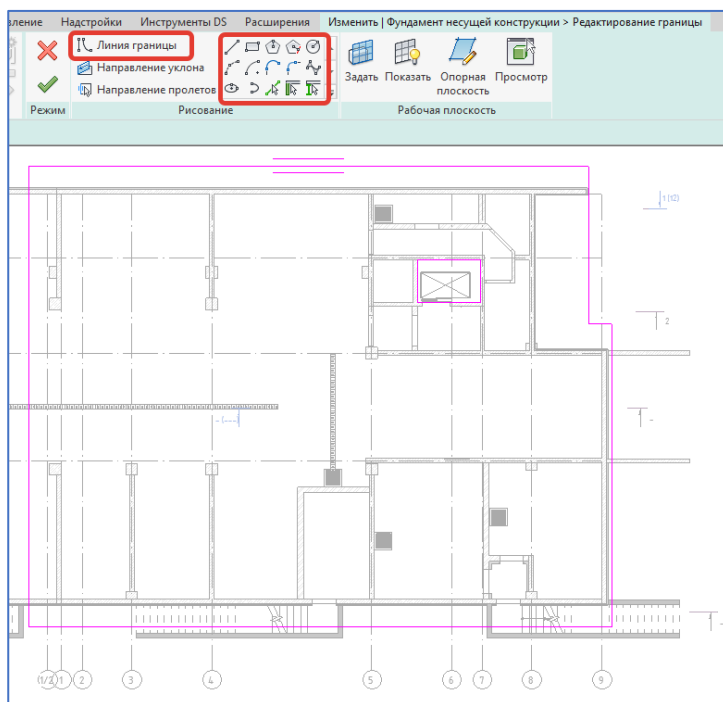 вление Надстройки Инструменты DS Расширения Изменить | Фундамент несущей конструкции > Редактирование границы
Линия границы
Направление уклона
Направление пролетов
Задать Показать Опорная плоскость Просмотр
Режим Рисование Рабочая плоскость
1 (12)
2
(1/2) 1 2 3 4 5 6 7 8 9